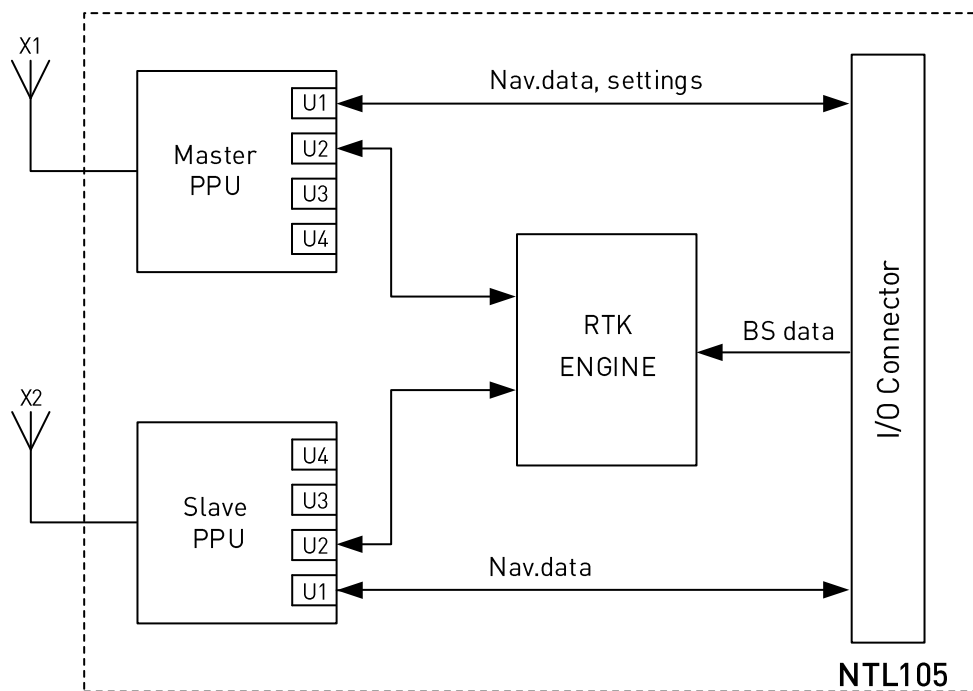 X1
U1
Nav.data, settings
U2
Master
PPU
U3
U4
RTK
ENGINE
BS data
I/O Connector
X2
U4
Slave
PPU
U3
U2
Nav.data
U1
NTL105